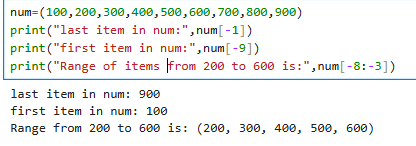 num=(100,200,300,400,500,600,700,800,900)
print("last item in num:",num[-1])
print("first item in num:",num[-9])
print("Range of items from 200 to 600 is:",num[-8:-3])
last item in num: 900
first item in num: 100
Range from 200 to 600 is: (200, 300, 400, 500, 600)